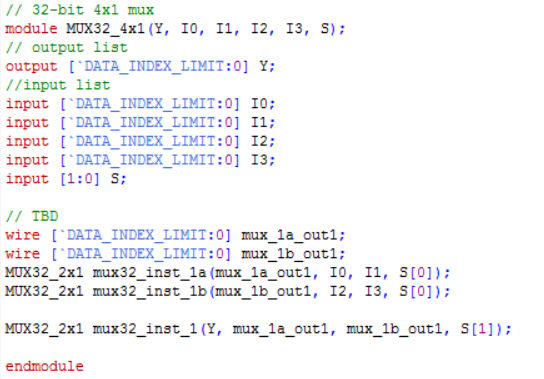 // 32-bit 4x1 mux
module MUX32_4x1(Y, I0, I1, I2, I3, S);
// output list
output [`DATA_INDEX_LIMIT:0] Y;
//input list
input [`DATA_INDEX_LIMIT:0] I0;
input [`DATA_INDEX_LIMIT:0] I1;
input [`DATA_INDEX_LIMIT:0] I2;
input [`DATA_INDEX_LIMIT:0] I3;
input [1:0] S;
// TBD
wire [`DATA_INDEX_LIMIT:0] mux_1a_out1;
wire [`DATA_INDEX_LIMIT:0] mux_1b_out1;
MUX32_2x1 mux32_inst_1a(mux_1a_out1, I0, I1, S[0]);
MUX32_2x1 mux32_inst_1b(mux_1b_out1, I2, I3, S[0]);
MUX32_2x1 mux32_inst_1(Y, mux_1a_out1, mux_1b_out1, S[1]);
endmodule